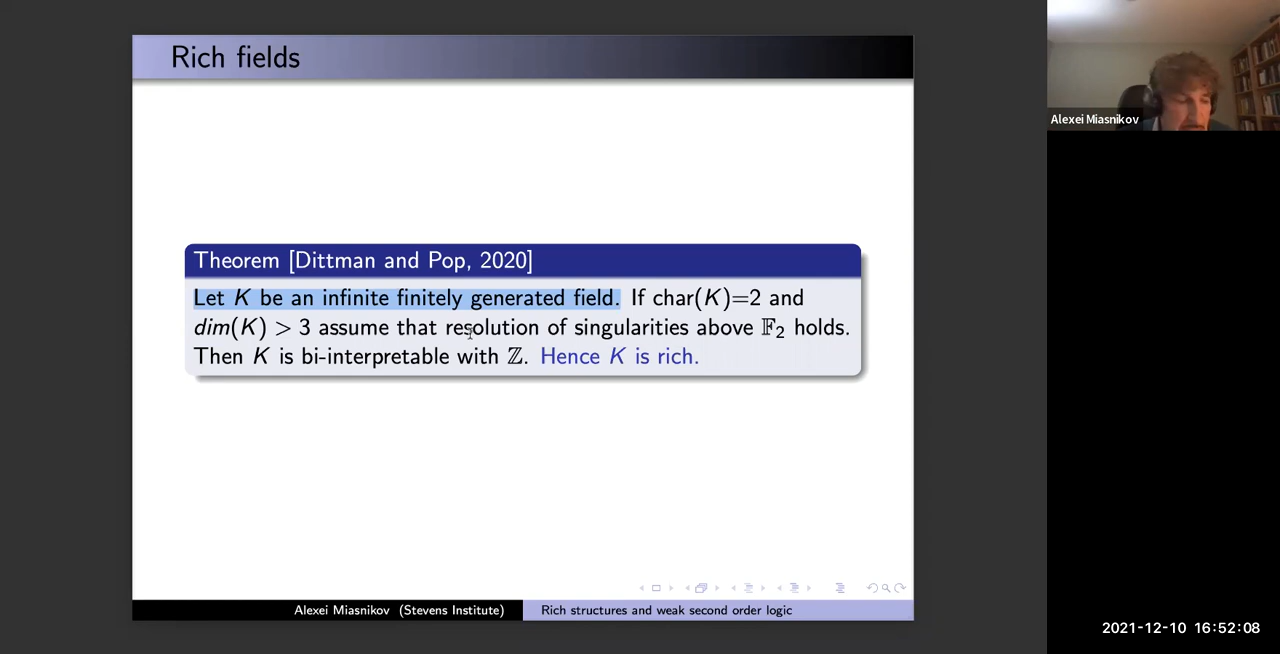 Rich fields
Alexei Miasnikov
Theorem [Dittman and Pop, 2020]
Let K be an infinite finitely generated field. If char(K)=2 and
dim(K) > 3 assume that resolution of singularities above 𝔽₂ holds.
Then K is bi-interpretable with ℤ. Hence K is rich.
Alexei Miasnikov (Stevens Institute)
Rich structures and weak second order logic
2021-12-10 16:52:08